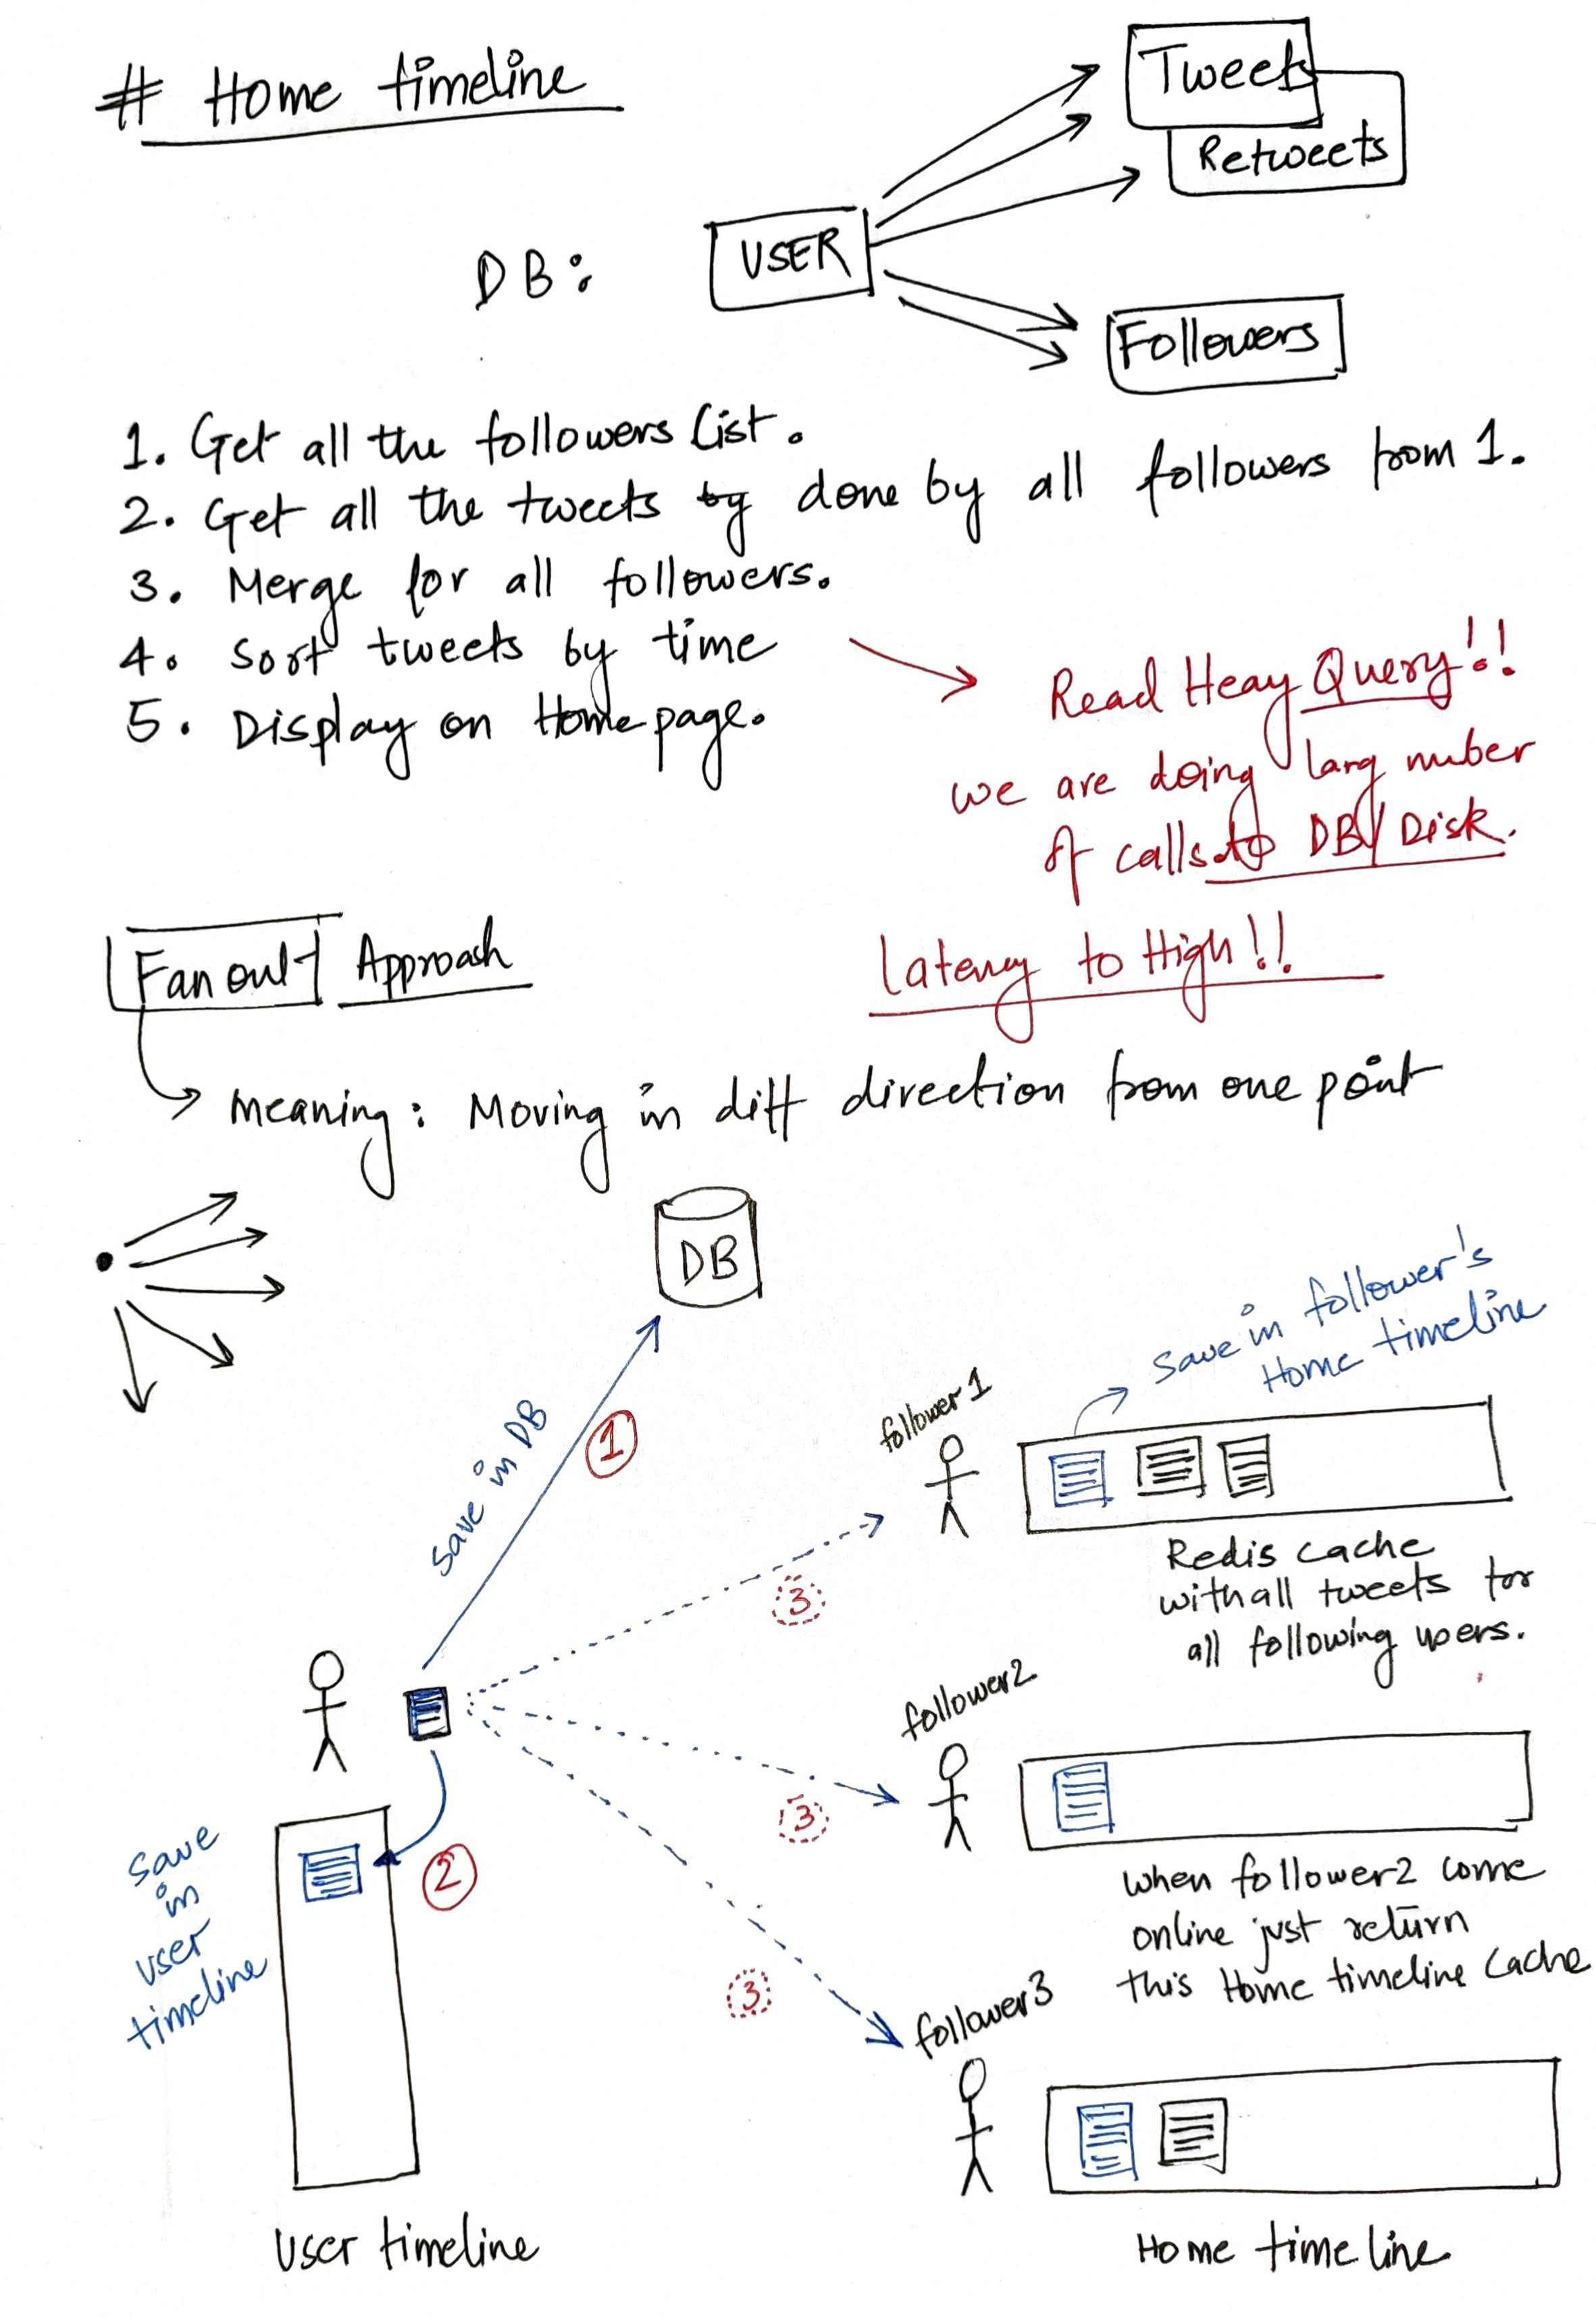 # Home timeline
Tweets
Retweets
DB:
USER
Followers
1. Get all the followers list.
2. Get all the tweets by done by all followers from 1.
3. Merge for all followers.
4. Sort tweets by time
5. Display on Home page.
Read Heay Query!!
we are doing larg nuber
of calls to DB/Disk.
Latency to High!!
Fan out Approach
meaning: Moving in diff direction from one point
DB
Save in DB
1
Save in follower's
Home timeline
follower1
3
Redis cache
with all tweets for
all following users.
follower2
3
when follower2 come
online just return
this Home timeline Cache
Save
in
user
timeline
2
3
follower3
User timeline
Home time line